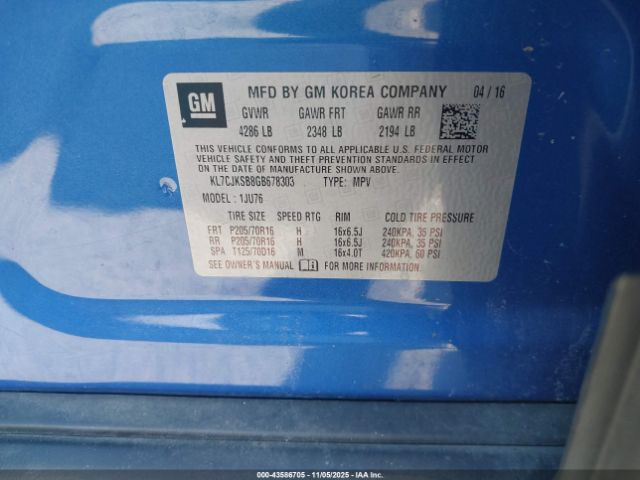 GM
MFD BY GM KOREA COMPANY 04 / 16
GVWR GAWR FRT GAWR RR
4286 LB 2348 LB 2194 LB
THIS VEHICLE CONFORMS TO ALL APPLICABLE U.S. FEDERAL MOTOR
VEHICLE SAFETY AND THEFT PREVENTION STANDARDS IN
EFFECT ON THE DATE OF MANUFACTURE SHOWN ABOVE.
KL7CJKSB8GB678303 TYPE: MPV
MODEL : 1JU76
TIRE SIZE SPEED RTG RIM COLD TIRE PRESSURE
FRT P205/70R16 H 16x6.5J 240KPA, 35 PSI
RR P205/70R16 H 16x6.5J 240KPA, 35 PSI
SPA T125/70D16 M 16x4.0T 420KPA, 60 PSI
SEE OWNER'S MANUAL FOR MORE INFORMATION.
000-43586705 - 11/05/2025 - IAA Inc.